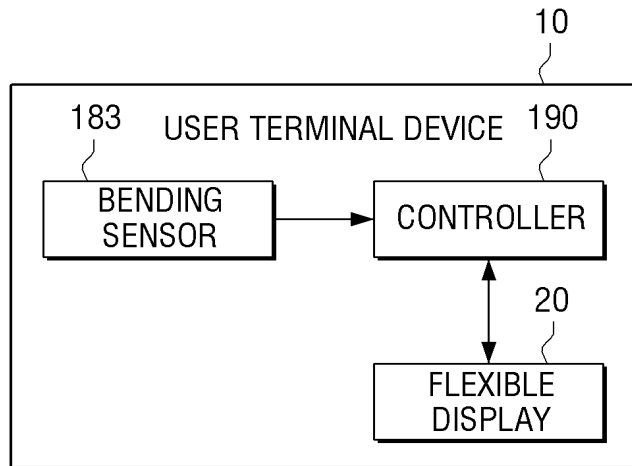 10
183
USER TERMINAL DEVICE
190
BENDING
SENSOR
CONTROLLER
20
FLEXIBLE
DISPLAY